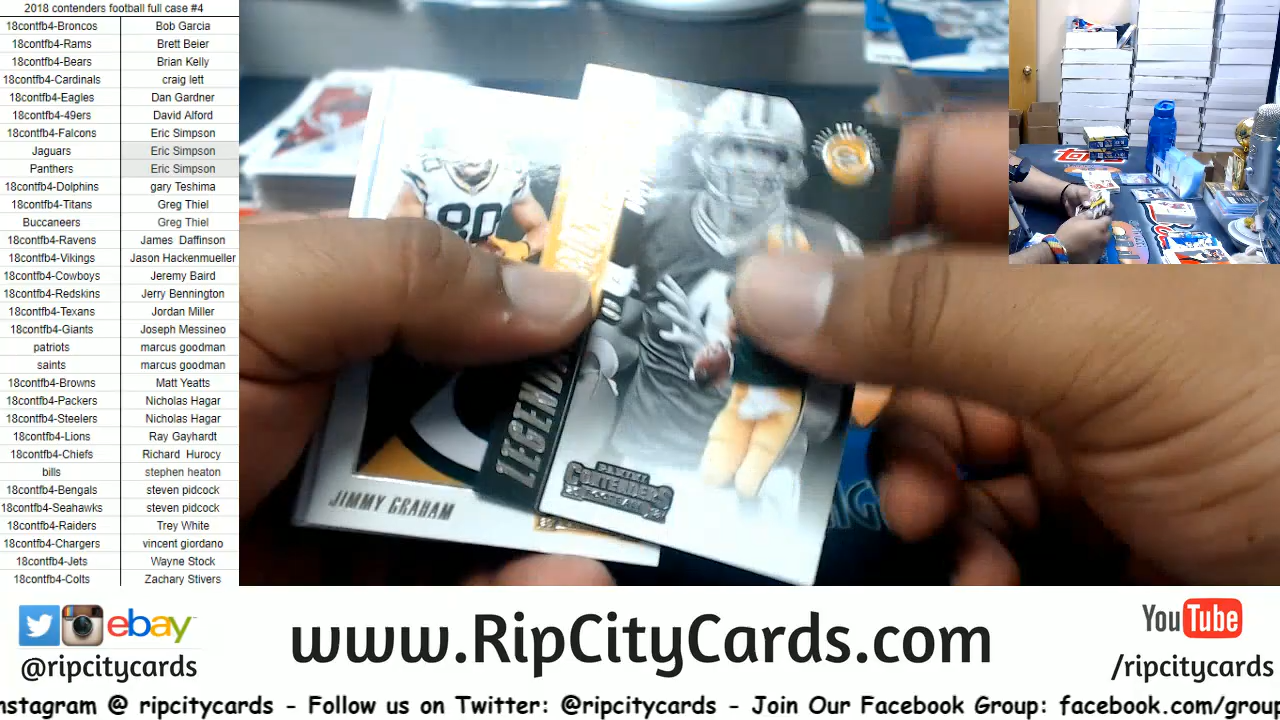 2018 contenders football full case #4
18contfb4-Broncos Bob Garcia
18contfb4-Rams Brett Beier
18contfb4-Bears Brian Kelly
18contfb4-Cardinals craig lett
18contfb4-Eagles Dan Gardner
18contfb4-49ers David Alford
18contfb4-Falcons Eric Simpson
Jaguars Eric Simpson
Panthers Eric Simpson
18contfb4-Dolphins gary Teshima
18contfb4-Titans Greg Thiel
Buccaneers Greg Thiel
18contfb4-Ravens James Daffinson
18contfb4-Vikings Jason Hackenmueller
18contfb4-Cowboys Jeremy Baird
18contfb4-Redskins Jerry Bennington
18contfb4-Texans Jordan Miller
18contfb4-Giants Joseph Messineo
patriots marcus goodman
saints marcus goodman
18contfb4-Browns Matt Yeatts
18contfb4-Packers Nicholas Hagar
18contfb4-Steelers Nicholas Hagar
18contfb4-Lions Ray Gayhardt
18contfb4-Chiefs Richard Hurocy
bills stephen heaton
18contfb4-Bengals steven pidcock
18contfb4-Seahawks steven pidcock
18contfb4-Raiders Trey White
18contfb4-Chargers vincent giordano
18contfb4-Jets Wayne Stock
18contfb4-Colts Zachary Stivers
80
JIMMY GRAHAM
PANINI
CONTENDERS
ebay
@ripcitycards
www.RipCityCards.com
YouTube
/ripcitycards
nstagram @ ripcitycards - Follow us on Twitter: @ripcitycards - Join Our Facebook Group: facebook.com/group